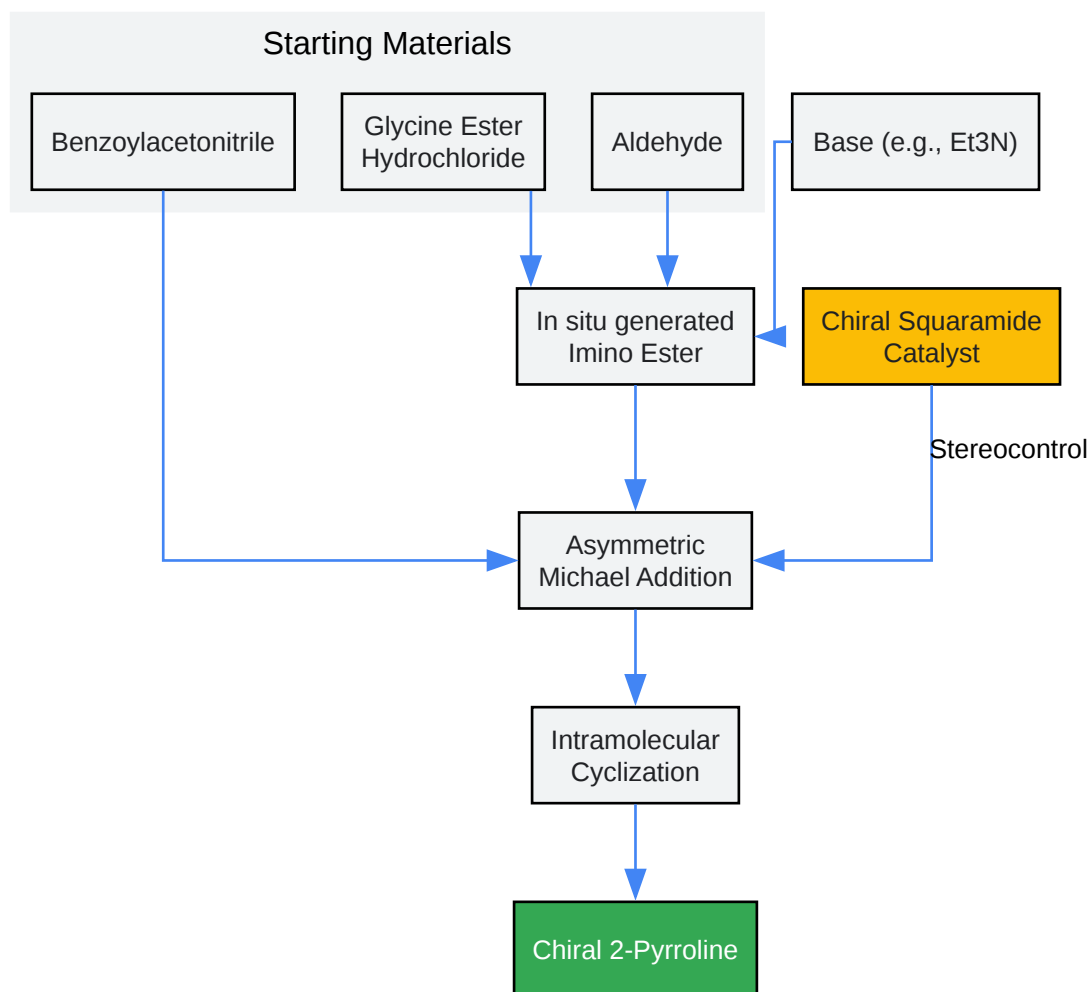 Starting Materials
Benzoylacetonitrile
Glycine Ester
Hydrochloride
Aldehyde
Base (e.g., Et3N)
In situ generated
Imino Ester
Chiral Squaramide
Catalyst
Stereocontrol
Asymmetric
Michael Addition
Intramolecular
Cyclization
Chiral 2-Pyrroline